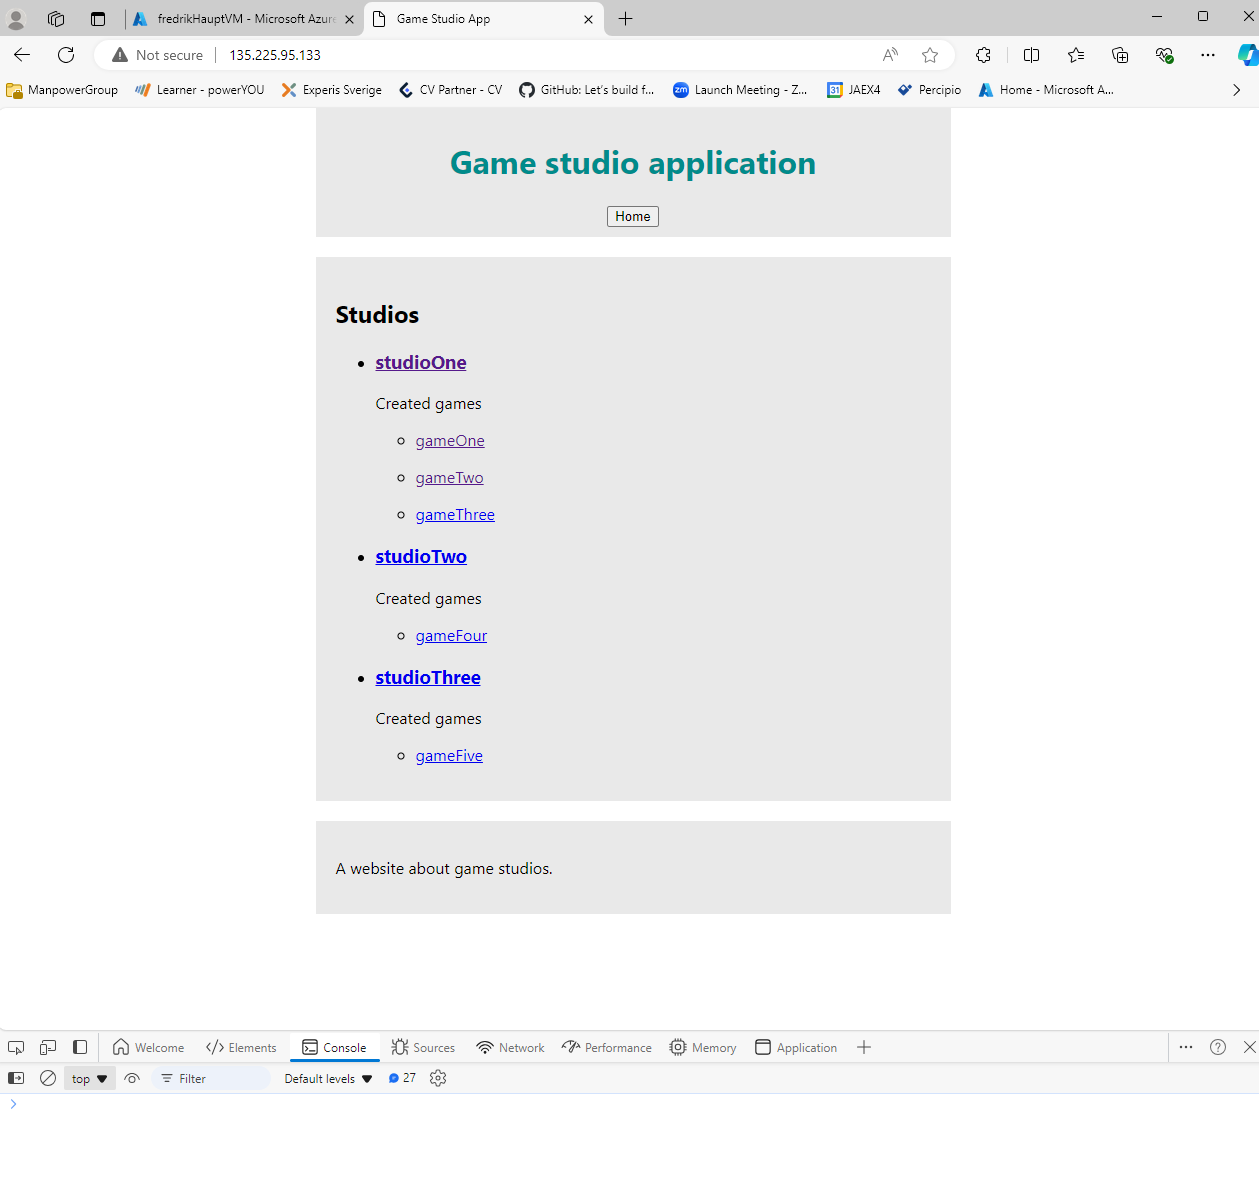 fredrikHauptVM - Microsoft Azure
Game Studio App
Not secure
135.225.95.133
ManpowerGroup
Learner - powerYOU
Experis Sverige
CV Partner - CV
GitHub: Let's build f...
zm
Launch Meeting - Z...
31
JAEX4
Percipio
Home - Microsoft A...
Game studio application
Home
Studios
studioOne
Created games
gameOne
gameTwo
gameThree
studioTwo
Created games
gameFour
studioThree
Created games
gameFive
A website about game studios.
Welcome
Elements
Console
Sources
Network
Performance
Memory
Application
top
Filter
Default levels
27